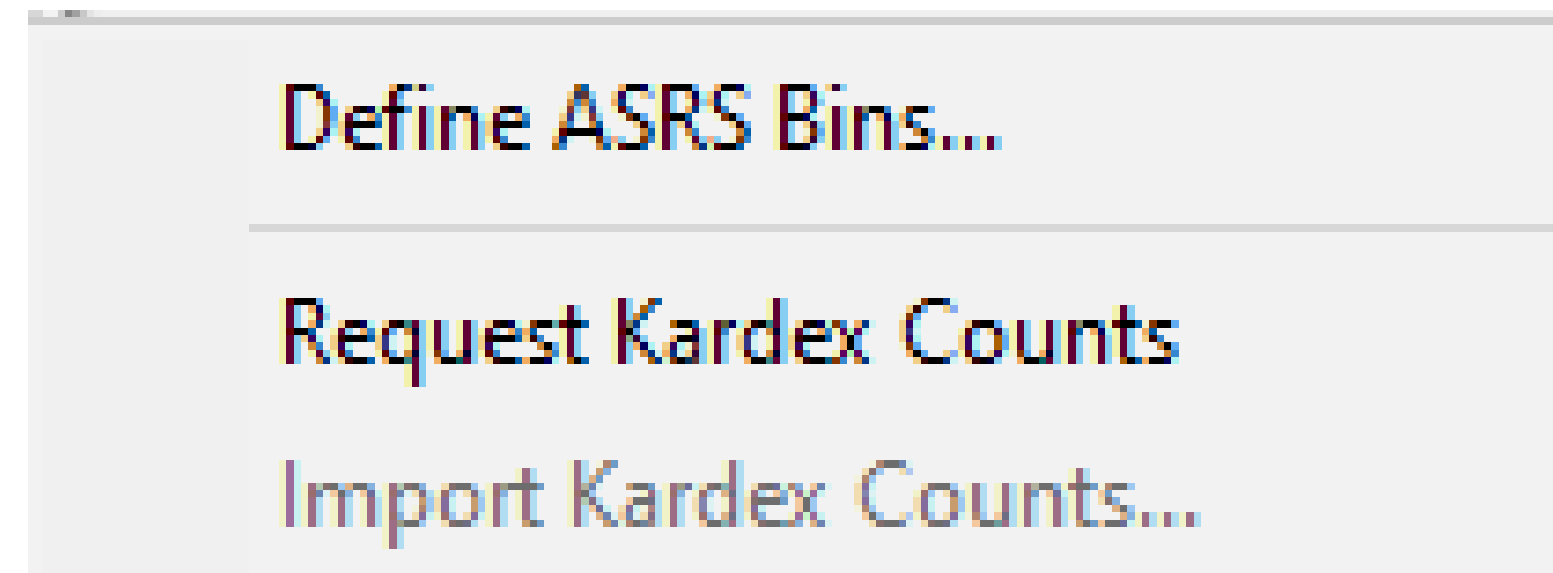 Define ASRS Bins...
Request Kardex Counts
Import Kardex Counts...